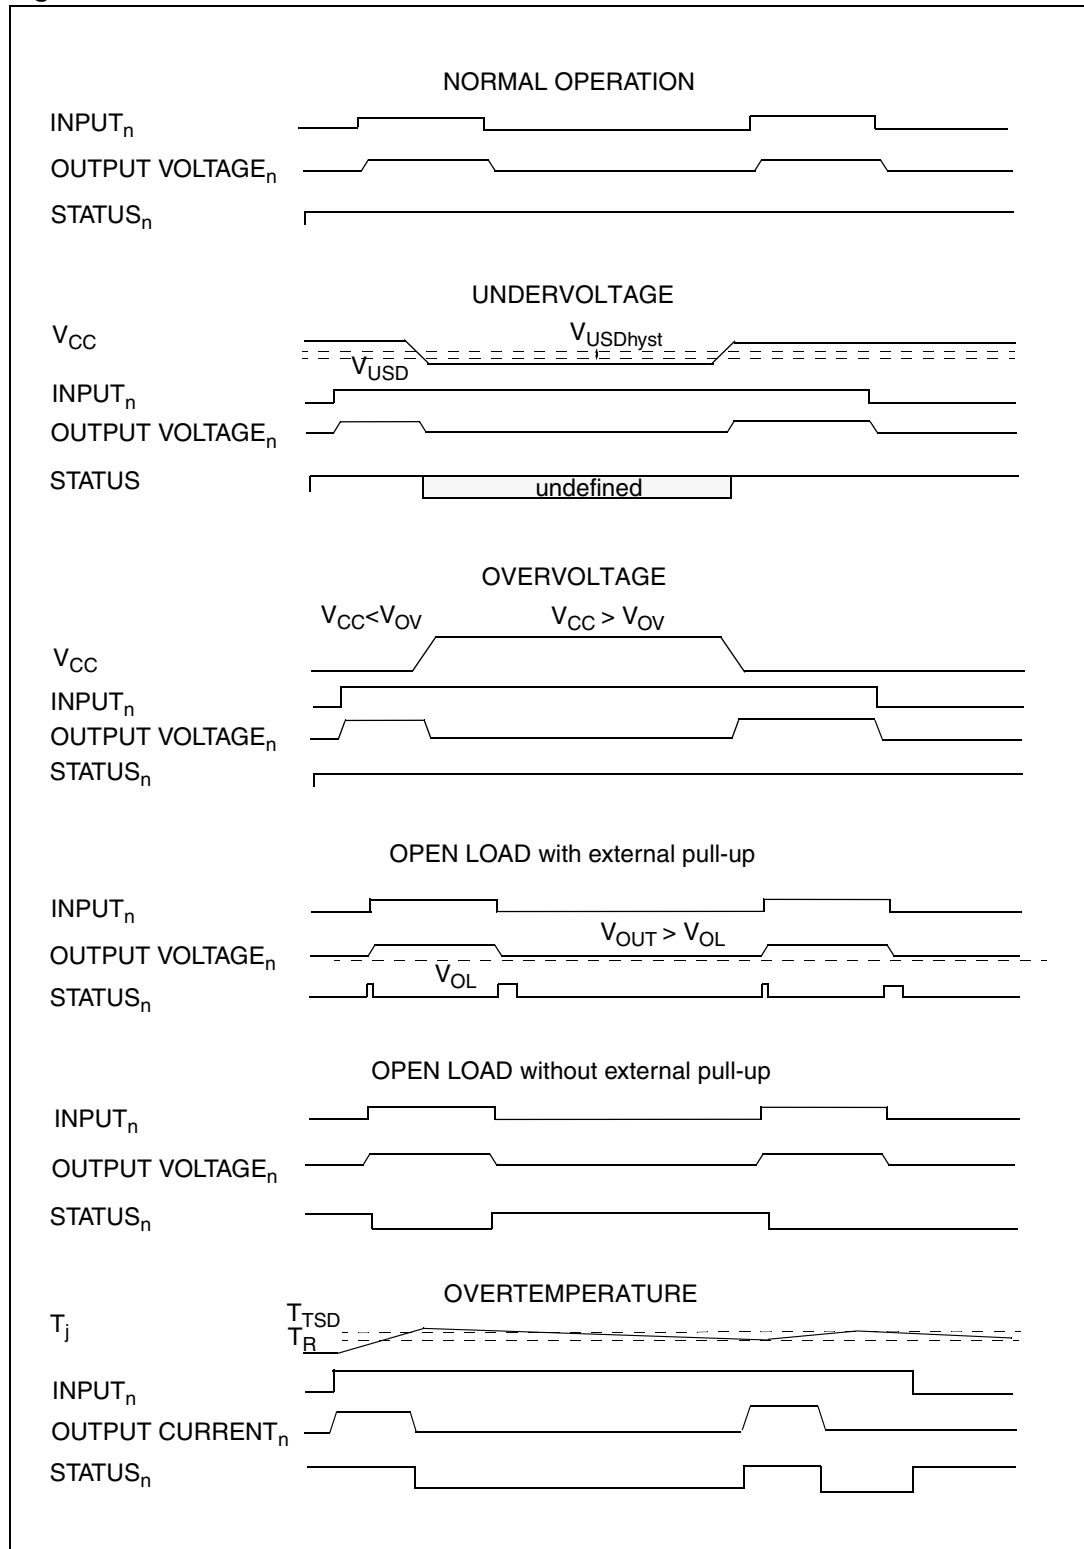 NORMAL OPERATION
INPUTn
OUTPUT VOLTAGEn
STATUSn
UNDERVOLTAGE
VCC
VUSDhyst
VUSD
INPUTn
OUTPUT VOLTAGEn
STATUS
undefined
OVERVOLTAGE
VCC<VOV
VCC > VOV
VCC
INPUTn
OUTPUT VOLTAGEn
STATUSn
OPEN LOAD with external pull-up
INPUTn
VOUT > VOL
OUTPUT VOLTAGEn
VOL
STATUSn
OPEN LOAD without external pull-up
INPUTn
OUTPUT VOLTAGEn
STATUSn
OVERTEMPERATURE
Tj
TTSD
TR
INPUTn
OUTPUT CURRENTn
STATUSn